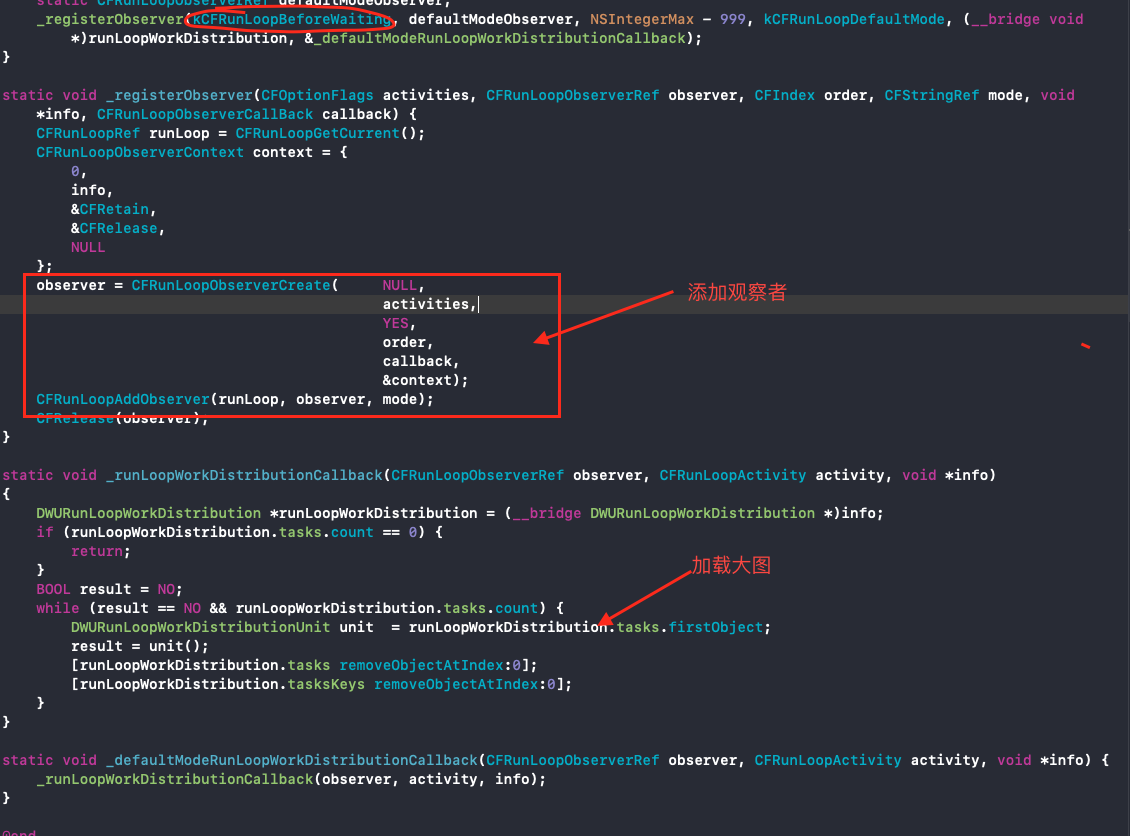 static CFRunLoopObserverRef defaultModeObserver;
_registerObserver(kCFRunLoopBeforeWaiting, defaultModeObserver, NSIntegerMax - 999, kCFRunLoopDefaultMode, (__bridge void
*)runLoopWorkDistribution, &_defaultModeRunLoopWorkDistributionCallback);
}
static void _registerObserver(CFOptionFlags activities, CFRunLoopObserverRef observer, CFIndex order, CFStringRef mode, void
*info, CFRunLoopObserverCallBack callback) {
CFRunLoopRef runLoop = CFRunLoopGetCurrent();
CFRunLoopObserverContext context = {
0,
info,
&CFRetain,
&CFRelease,
NULL
};
observer = CFRunLoopObserverCreate( NULL,
添加观察者
activities,
YES,
order,
callback,
&context);
CFRunLoopAddObserver(runLoop, observer, mode);
CFRelease(observer);
}
static void _runLoopWorkDistributionCallback(CFRunLoopObserverRef observer, CFRunLoopActivity activity, void *info)
{
DWURunLoopWorkDistribution *runLoopWorkDistribution = (__bridge DWURunLoopWorkDistribution *)info;
if (runLoopWorkDistribution.tasks.count == 0) {
return;
}
加载大图
BOOL result = NO;
while (result == NO && runLoopWorkDistribution.tasks.count) {
DWURunLoopWorkDistributionUnit unit = runLoopWorkDistribution.tasks.firstObject;
result = unit();
[runLoopWorkDistribution.tasks removeObjectAtIndex:0];
[runLoopWorkDistribution.tasksKeys removeObjectAtIndex:0];
}
}
static void _defaultModeRunLoopWorkDistributionCallback(CFRunLoopObserverRef observer, CFRunLoopActivity activity, void *info) {
_runLoopWorkDistributionCallback(observer, activity, info);
}
@end